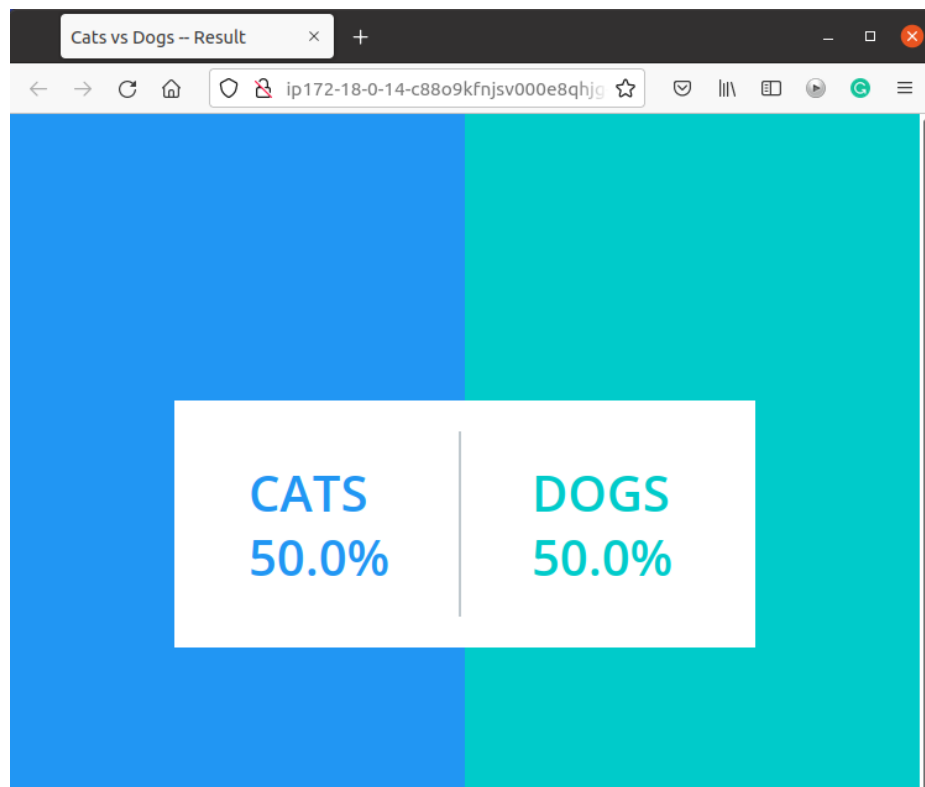 Cats vs Dogs -- Result
ip172-18-0-14-c88o9kfnjsv000e8qhjg
CATS
50.0%
DOGS
50.0%